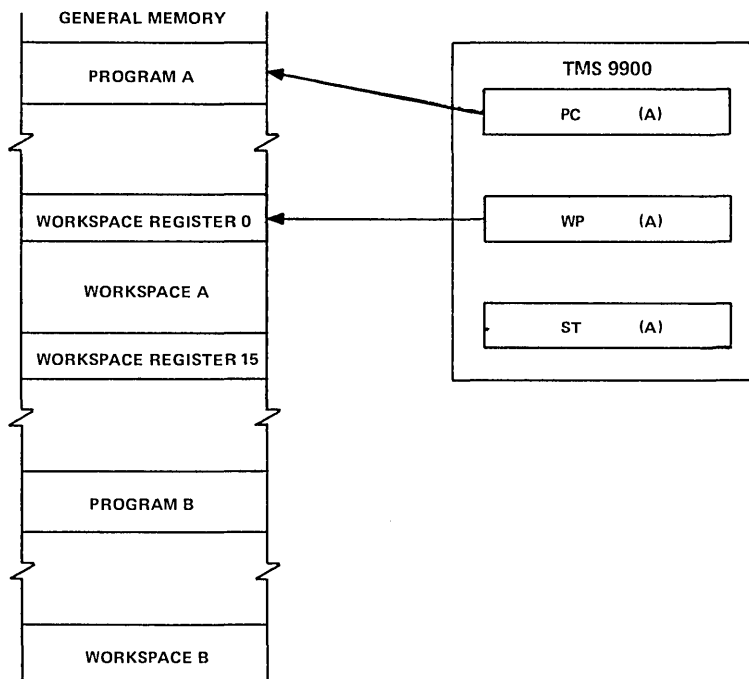 GENERAL MEMORY
PROGRAM A
WORKSPACE REGISTER 0
WORKSPACE A
WORKSPACE REGISTER 15
PROGRAM B
WORKSPACE B
TMS 9900
PC (A)
WP (A)
ST (A)